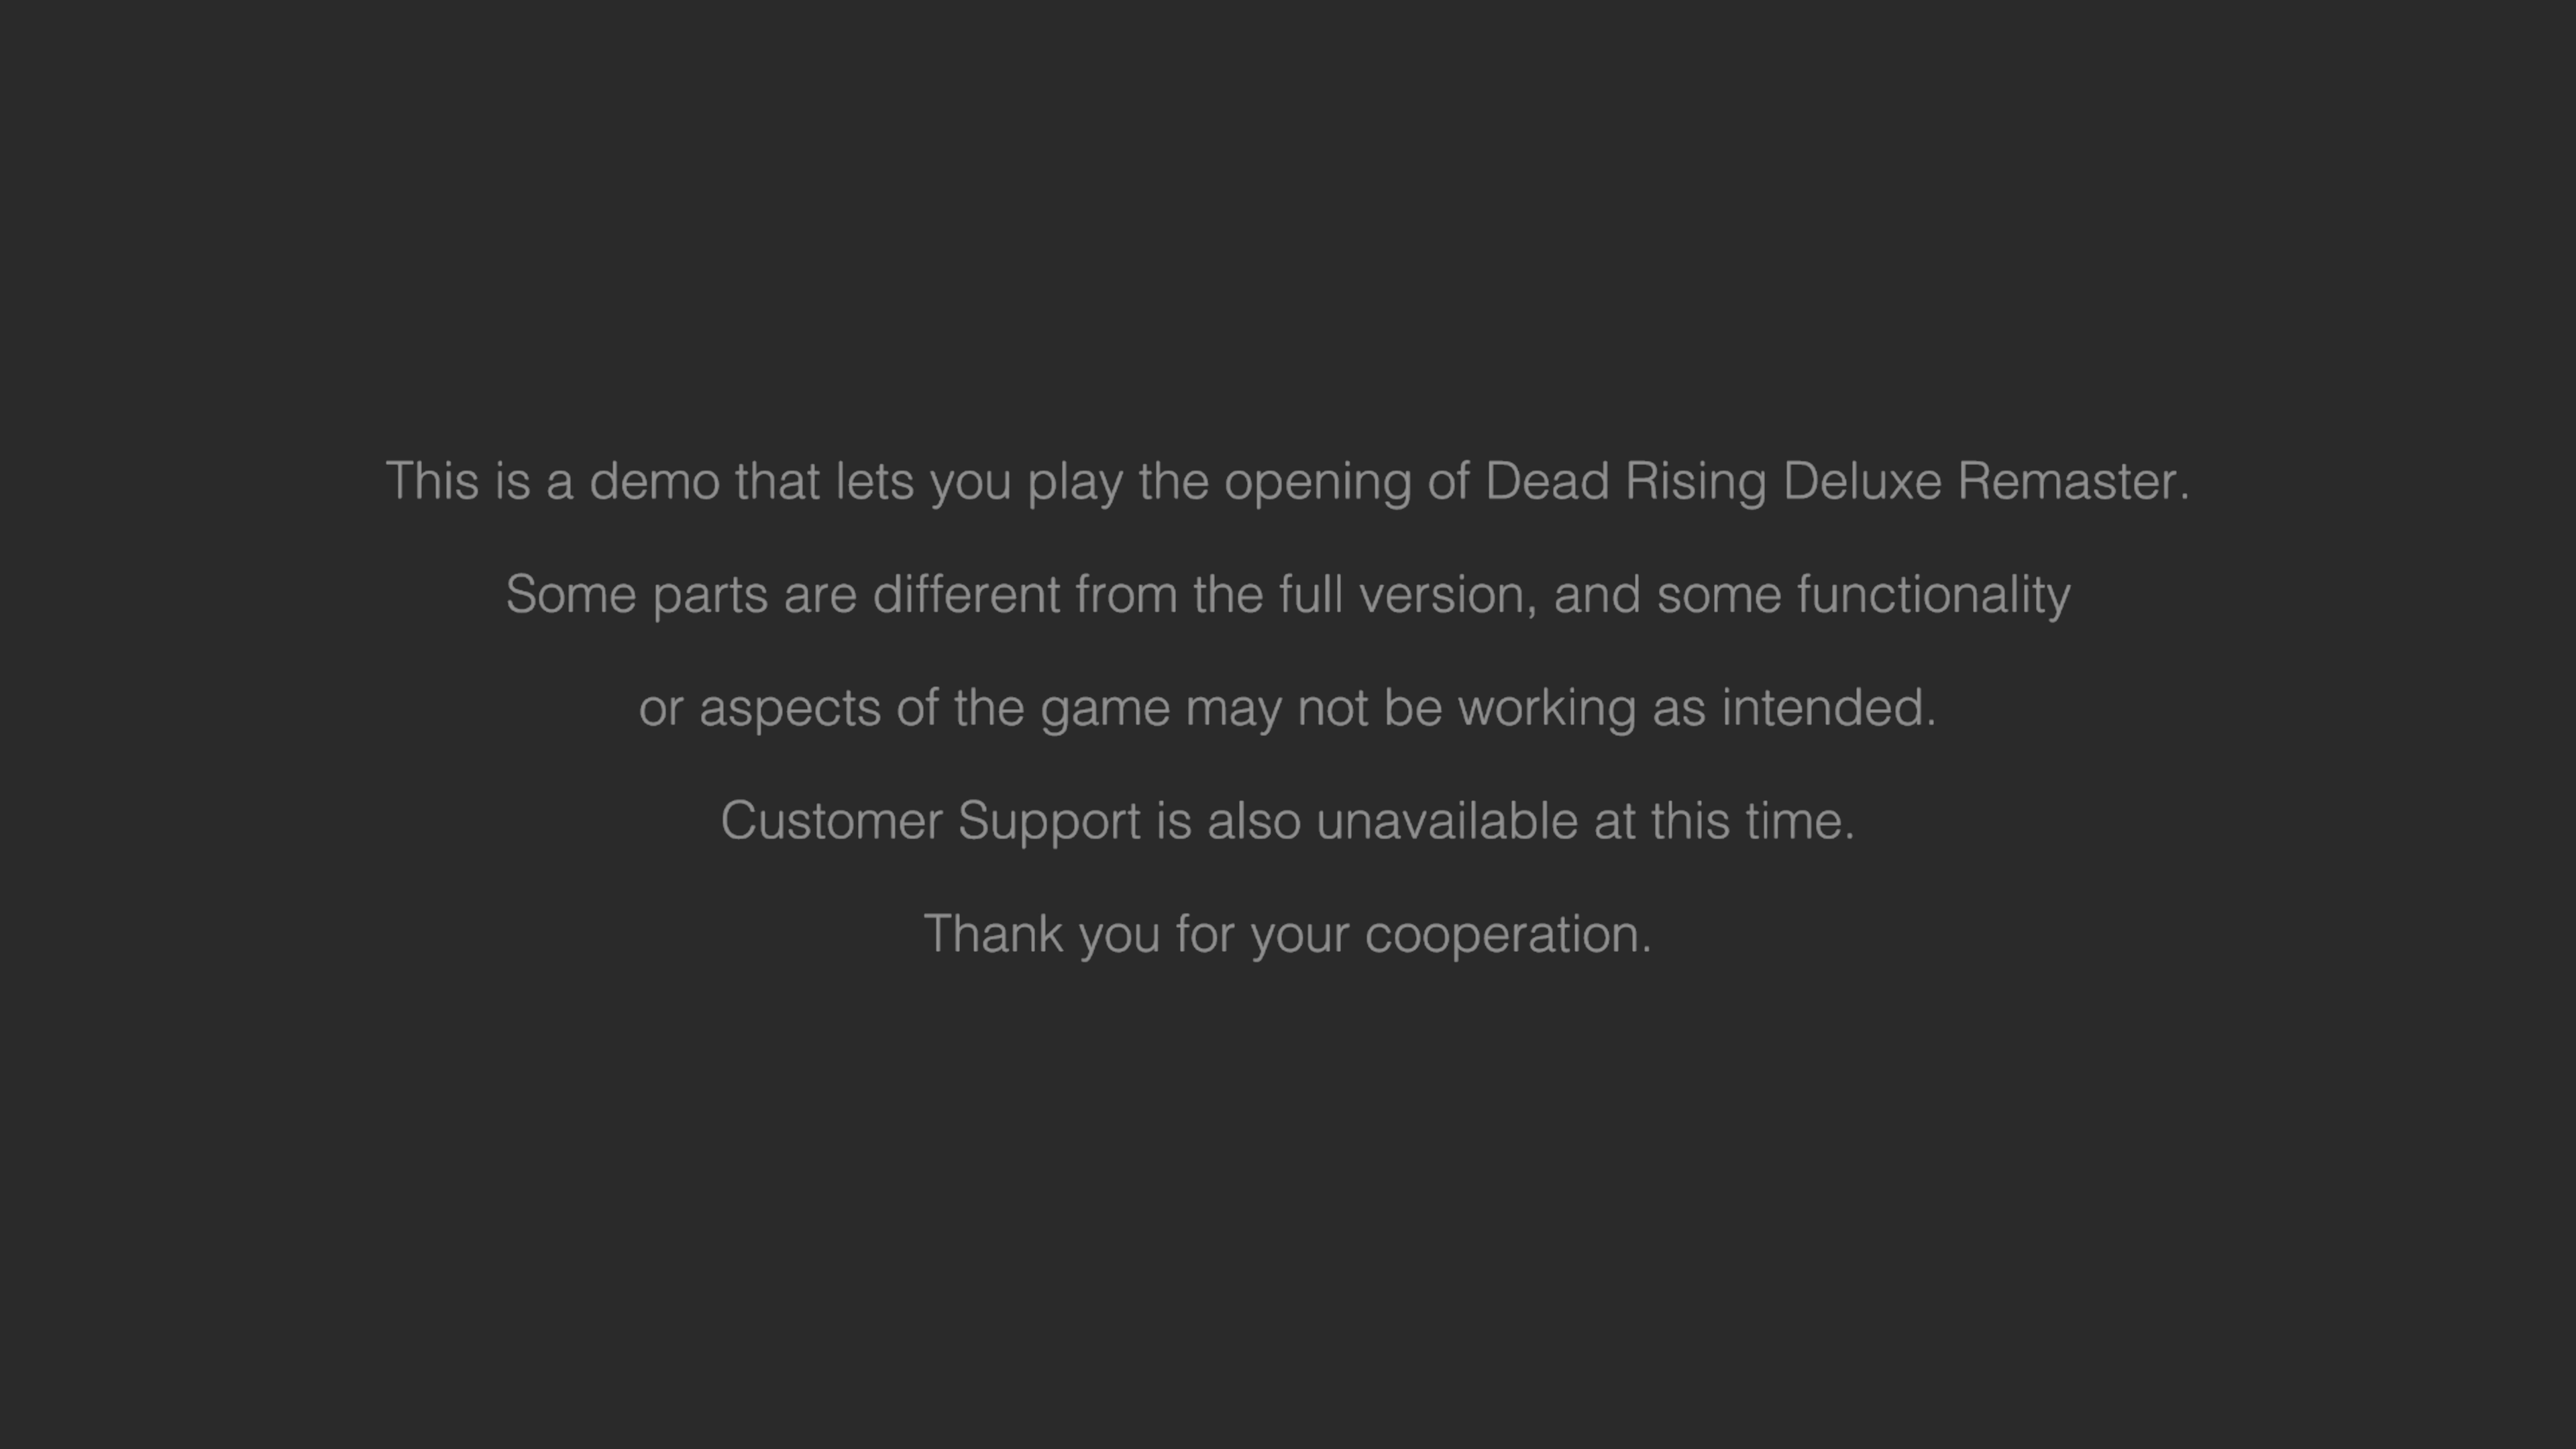 This is a demo that lets you play the opening of Dead Rising Deluxe Remaster.
Some parts are different from the full version, and some functionality
or aspects of the game may not be working as intended.
Customer Support is also unavailable at this time.
Thank you for your cooperation.